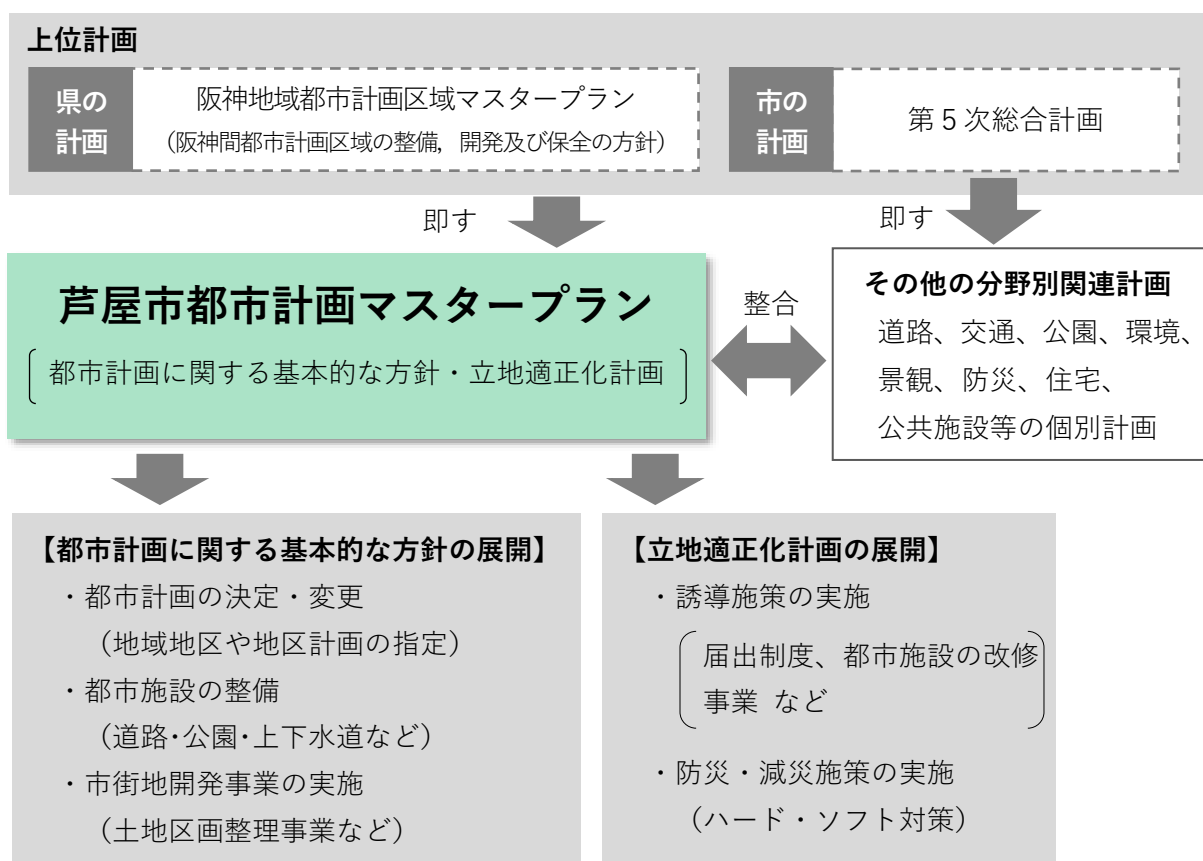 上位計画
県の
計画
阪神地域都市計画区域マスタープラン
(阪神間都市計画区域の整備，開発及び保全の方針)
市の
計画
第5次総合計画
即す
即す
芦屋市都市計画マスタープラン
都市計画に関する基本的な方針・立地適正化計画
整合
その他の分野別関連計画
道路、交通、公園、環境、
景観、防災、住宅、
公共施設等の個別計画
【都市計画に関する基本的な方針の展開】
・都市計画の決定・変更
（地域地区や地区計画の指定）
・都市施設の整備
（道路･公園･上下水道など）
・市街地開発事業の実施
（土地区画整理事業など）
【立地適正化計画の展開】
・誘導施策の実施
届出制度、都市施設の改修
事業 など
・防災・減災施策の実施
（ハード・ソフト対策）